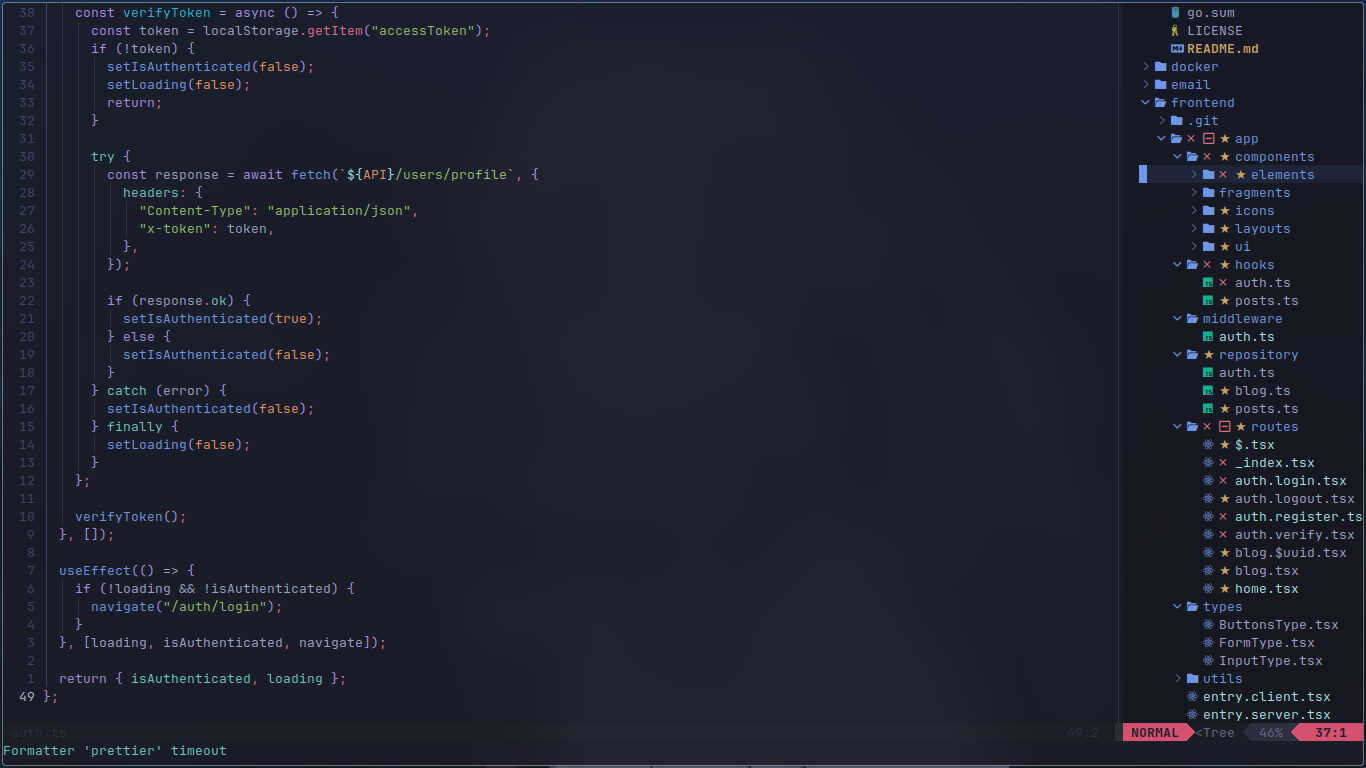 38 const verifyToken = async () => {
37 const token = localStorage.getItem("accessToken");
36 if (!token) {
35 setIsAuthenticated(false);
34 setLoading(false);
33 return;
32 }
31
30 try {
29 const response = await fetch(`${API}/users/profile`, {
28 headers: {
27 "Content-Type": "application/json",
26 "x-token": token,
25 },
24 });
23
22 if (response.ok) {
21 setIsAuthenticated(true);
20 } else {
19 setIsAuthenticated(false);
18 }
17 } catch (error) {
16 setIsAuthenticated(false);
15 } finally {
14 setLoading(false);
13 }
12 };
11
10 verifyToken();
9 }, []);
8
7 useEffect(() => {
6 if (!loading && !isAuthenticated) {
5 navigate("/auth/login");
4 }
3 }, [loading, isAuthenticated, navigate]);
2
1 return { isAuthenticated, loading };
49 };
auth.ts 49:2
Formatter 'prettier' timeout
go.sum
LICENSE
README.md
docker
email
frontend
.git
app
components
elements
fragments
icons
layouts
ui
hooks
auth.ts
posts.ts
middleware
auth.ts
repository
auth.ts
blog.ts
posts.ts
routes
$.tsx
_index.tsx
auth.login.tsx
auth.logout.tsx
auth.register.ts
auth.verify.tsx
blog.$uuid.tsx
blog.tsx
home.tsx
types
ButtonsType.tsx
FormType.tsx
InputType.tsx
utils
entry.client.tsx
entry.server.tsx
NORMAL <Tree 46% 37:1